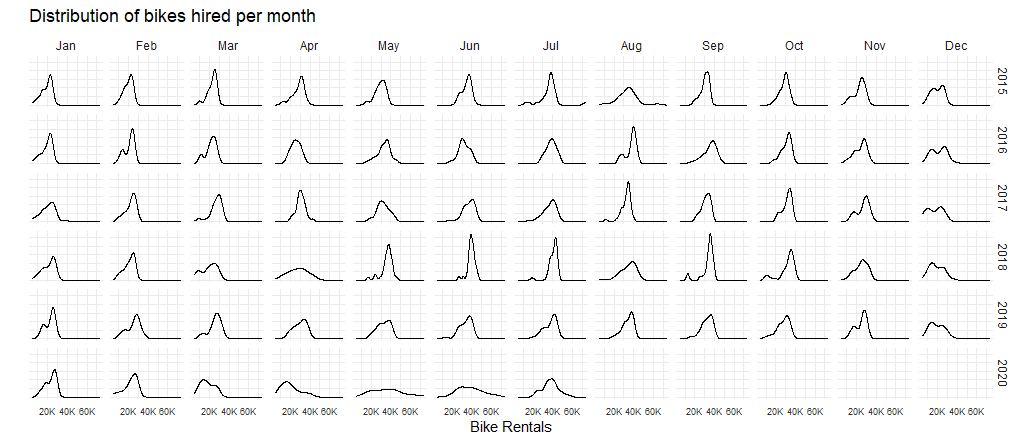 Distribution of bikes hired per month
Jan Feb Mar Apr May Jun Jul Aug Sep Oct Nov Dec
2015
2016
2017
2018
2019
2020
20K 40K 60K 20K 40K 60K 20K 40K 60K 20K 40K 60K 20K 40K 60K 20K 40K 60K 20K 40K 60K 20K 40K 60K 20K 40K 60K 20K 40K 60K 20K 40K 60K 20K 40K 60K
Bike Rentals